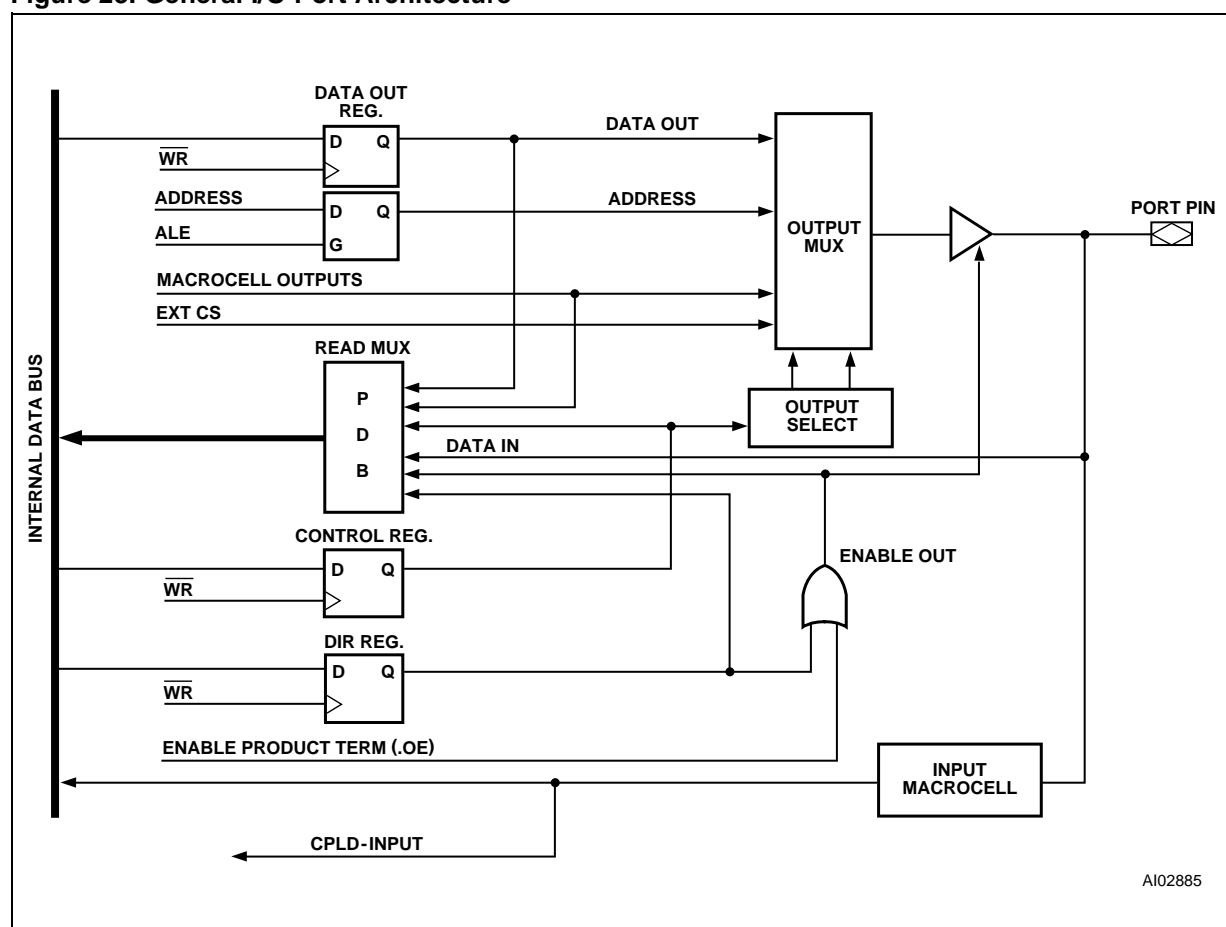 General I/O Port Architecture
DATA OUT
REG.
D Q
WR
DATA OUT
ADDRESS
D Q
ADDRESS
ALE
G
MACROCELL OUTPUTS
EXT CS
OUTPUT
MUX
PORT PIN
READ MUX
P
D
B
OUTPUT
SELECT
DATA IN
INTERNAL DATA BUS
CONTROL REG.
D Q
WR
ENABLE OUT
DIR REG.
D Q
WR
ENABLE PRODUCT TERM (.OE)
INPUT
MACROCELL
CPLD-INPUT
AI02885